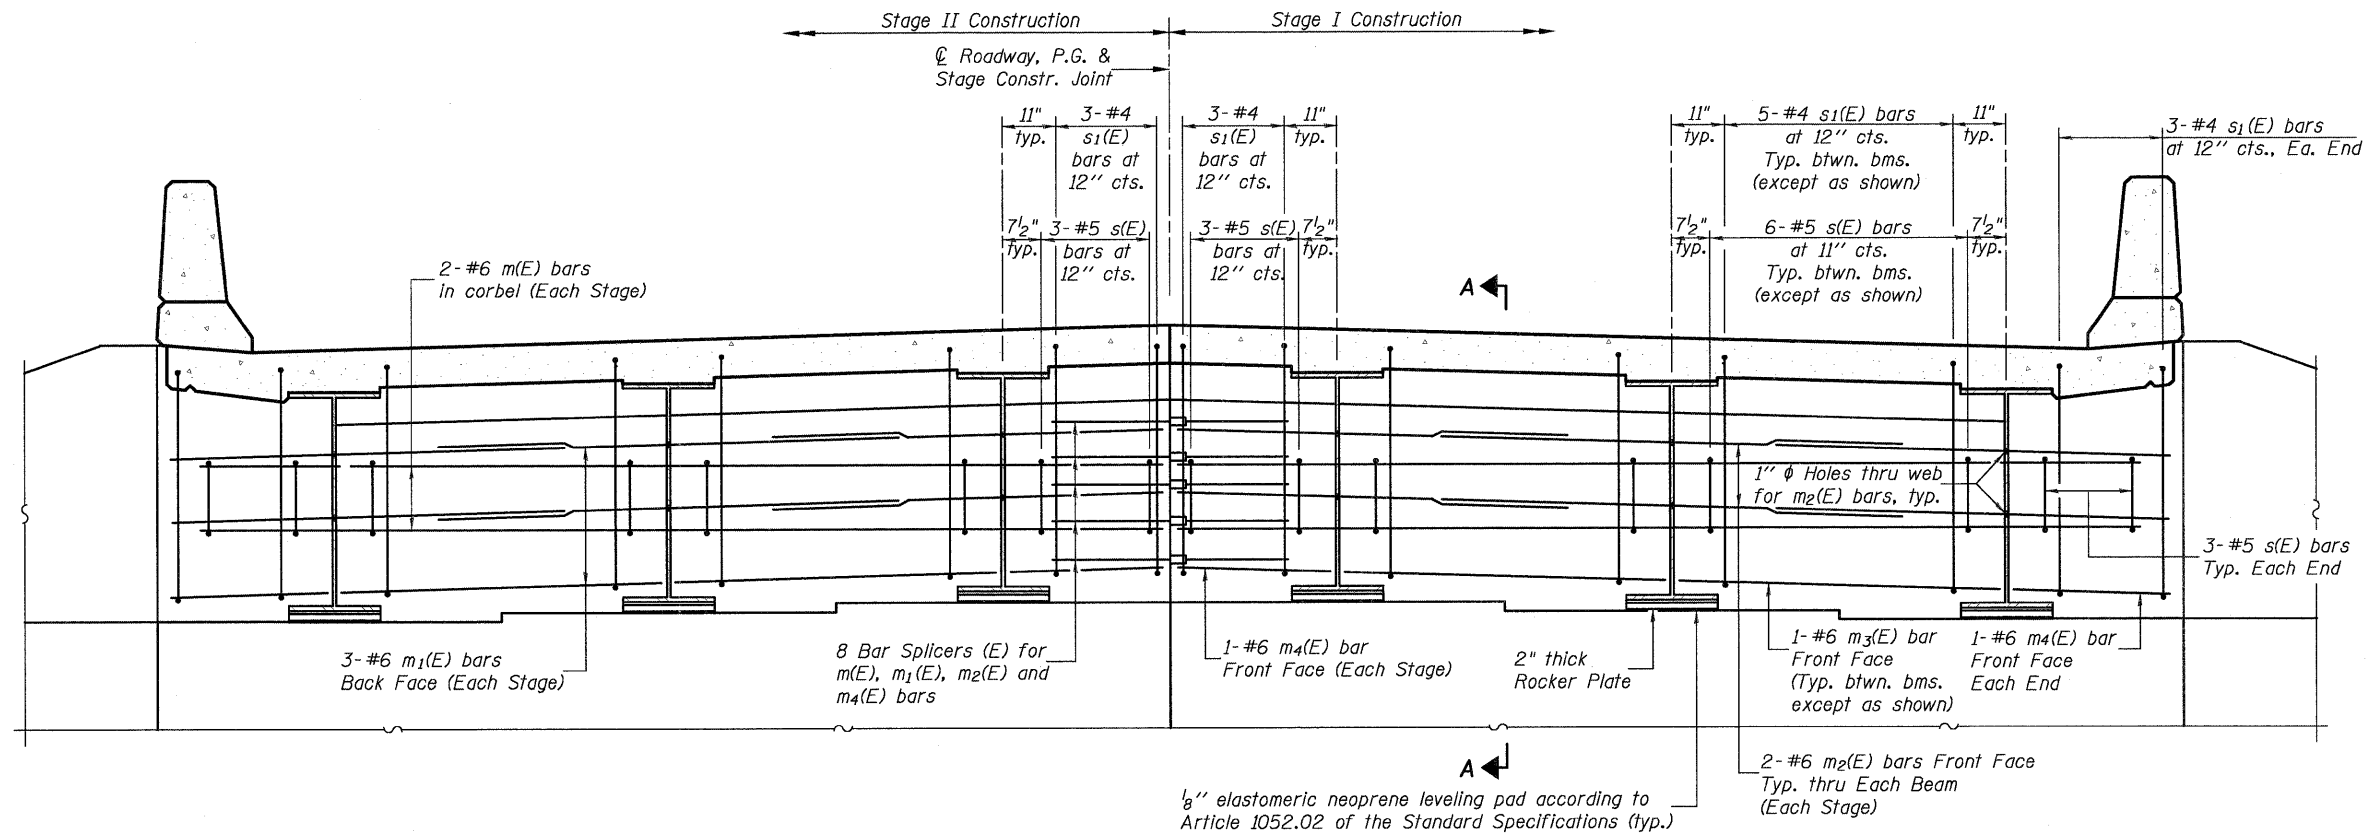 Stage II Construction
Stage I Construction
℄ Roadway, P.G. &
Stage Constr. Joint
11"
typ.
3-#4
s1(E)
bars at
12" cts.
3-#4
s1(E)
bars at
12" cts.
11"
typ.
11"
typ.
5-#4 s1(E) bars
at 12" cts.
Typ. btwn. bms.
(except as shown)
11"
typ.
3-#4 s1(E) bars
at 12" cts., Ea. End
7½"
typ.
3-#5 s(E)
bars at
12" cts.
3-#5 s(E)
bars at
12" cts.
7½"
typ.
7½"
typ.
6-#5 s(E) bars
at 11" cts.
Typ. btwn. bms.
(except as shown)
7½"
typ.
2-#6 m(E) bars
in corbel (Each Stage)
A
1" ϕ Holes thru web
for m2(E) bars, typ.
3-#5 s(E) bars
Typ. Each End
3-#6 m1(E) bars
Back Face (Each Stage)
8 Bar Splicers (E) for
m(E), m1(E), m2(E) and
m4(E) bars
1-#6 m4(E) bar
Front Face (Each Stage)
2" thick
Rocker Plate
1-#6 m3(E) bar
Front Face
(Typ. btwn. bms.
except as shown)
1-#6 m4(E) bar
Front Face
Each End
A
2-#6 m2(E) bars Front Face
Typ. thru Each Beam
(Each Stage)
⅛" elastomeric neoprene leveling pad according to
Article 1052.02 of the Standard Specifications (typ.)